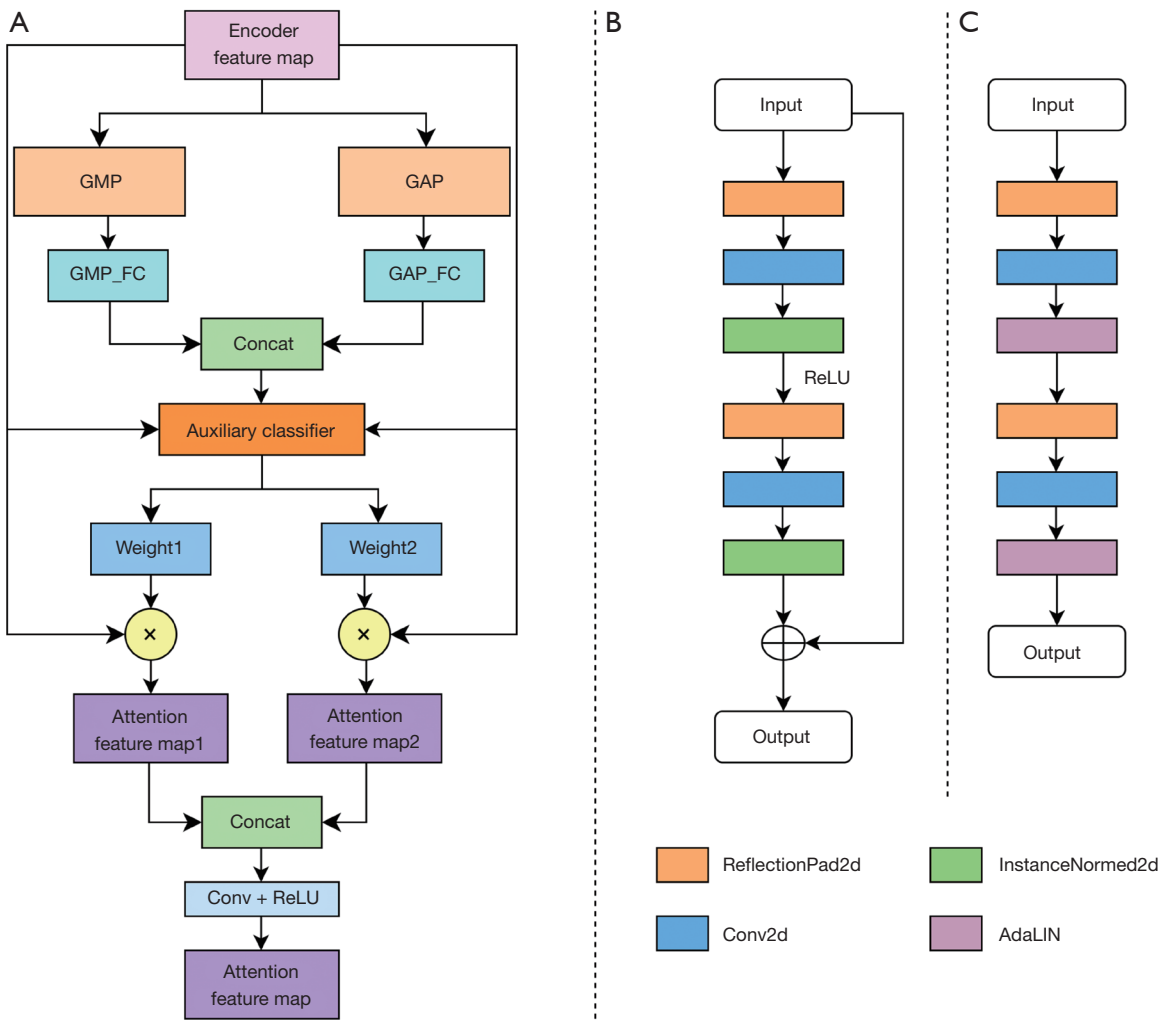 A
Encoder
feature map
GMP
GAP
GMP_FC
GAP_FC
Concat
Auxiliary classifier
Weight1
Weight2
×
×
Attention
feature map1
Attention
feature map2
Concat
Conv + ReLU
Attention
feature map
B
Input
ReLU
Output
C
Input
Output
ReflectionPad2d
InstanceNormed2d
Conv2d
AdaLIN